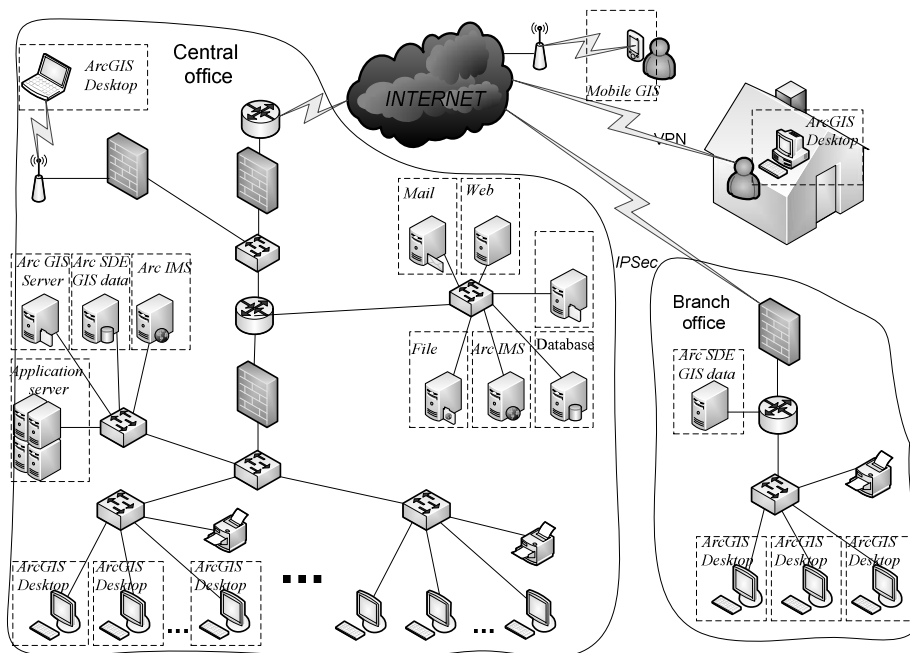 Central
office
ArcGIS
Desktop
INTERNET
Mobile GIS
ArcGIS
Desktop
VPN
Mail
Web
IPSec
Arc GIS
Server
Arc SDE
GIS data
Arc IMS
Application
server
File
Arc IMS
Database
Branch
office
Arc SDE
GIS data
ArcGIS
Desktop
ArcGIS
Desktop
...
ArcGIS
Desktop
...
...
ArcGIS
Desktop
ArcGIS
Desktop
ArcGIS
Desktop